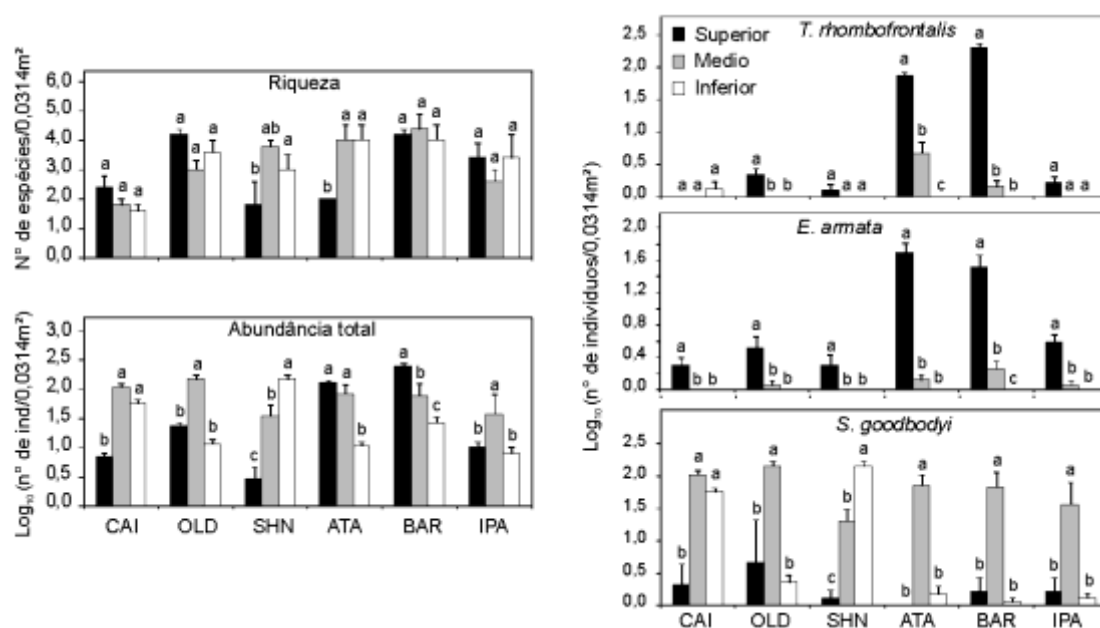 Riqueza
N° de espécies/0,0314m²
6,0
5,0
4,0
3,0
2,0
1,0
0,0
a a a a a a b ab a b a a a a a a a a
Abundância total
Log₁₀ (n° de ind/0,0314m²)
3,0
2,5
2,0
1,5
1,0
0,5
0,0
b a a b a b c b a a a b a b c b a b
CAI OLD SHN ATA BAR IPA
Superior
Medio
Inferior
T. rhombofrontalis
Log₁₀ (n° de individuos/0,0314m²)
2,5
2,0
1,5
1,0
0,5
0,0
a a a a b b a a a a b c a b b a a a
E. armata
2,0
1,6
1,2
0,8
0,4
0,0
a b b a b b a b b a b b a b c a b b
S. goodbodyi
2,5
2,0
1,5
1,0
0,5
0,0
b a a b a b c b a b a b b a b b a b
CAI OLD SHN ATA BAR IPA